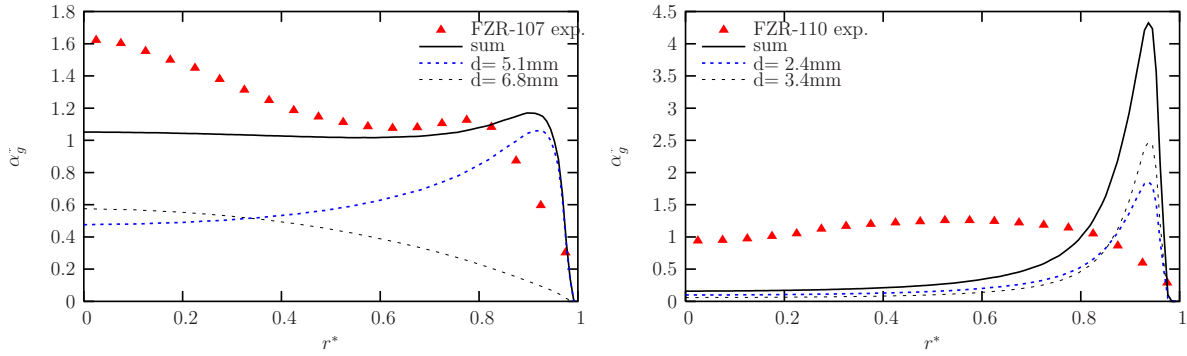 1.8
1.6
1.4
1.2
1
0.8
0.6
0.4
0.2
0
α_g^¨
FZR-107 exp.
sum
d= 5.1mm
d= 6.8mm
0
0.2
0.4
0.6
0.8
1
r*
4.5
4
3.5
3
2.5
2
1.5
1
0.5
0
α_g^¨
FZR-110 exp.
sum
d= 2.4mm
d= 3.4mm
0
0.2
0.4
0.6
0.8
1
r*